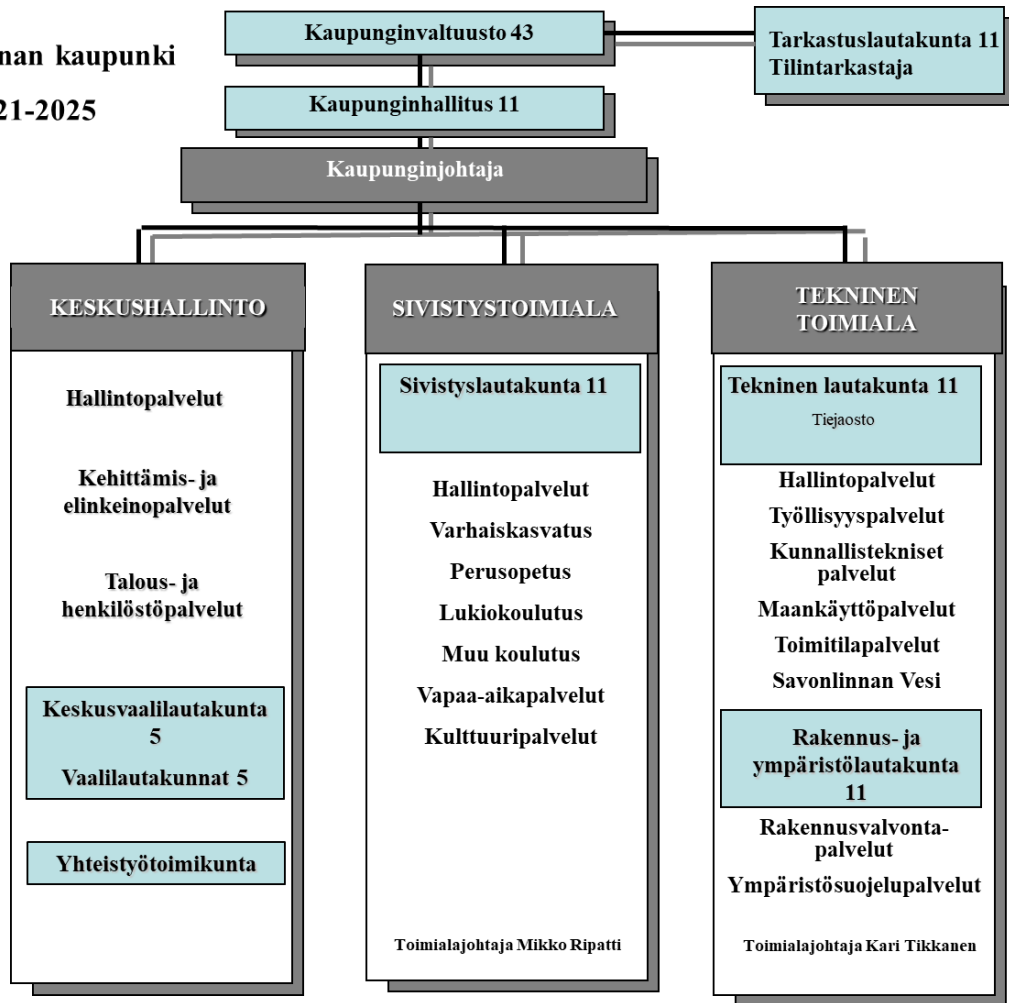 nan kaupunki
21-2025
Kaupunginvaltuusto 43
Tarkastuslautakunta 11
Tilintarkastaja
Kaupunginhallitus 11
Kaupunginjohtaja
KESKUSHALLINTO
Hallintopalvelut
Kehittämis- ja
elinkeinopalvelut
Talous- ja
henkilöstöpalvelut
Keskusvaalilautakunta
5
Vaalilautakunnat 5
Yhteistyötoimikunta
SIVISTYSTOIMIALA
Sivistyslautakunta 11
Hallintopalvelut
Varhaiskasvatus
Perusopetus
Lukiokoulutus
Muu koulutus
Vapaa-aikapalvelut
Kulttuuripalvelut
Toimialajohtaja Mikko Ripatti
TEKNINEN
TOIMIALA
Tekninen lautakunta 11
Tiejaosto
Hallintopalvelut
Työllisyyspalvelut
Kunnallistekniset
palvelut
Maankäyttöpalvelut
Toimitilapalvelut
Savonlinnan Vesi
Rakennus- ja
ympäristölautakunta
11
Rakennusvalvonta-
palvelut
Ympäristösuojelupalvelut
Toimialajohtaja Kari Tikkanen